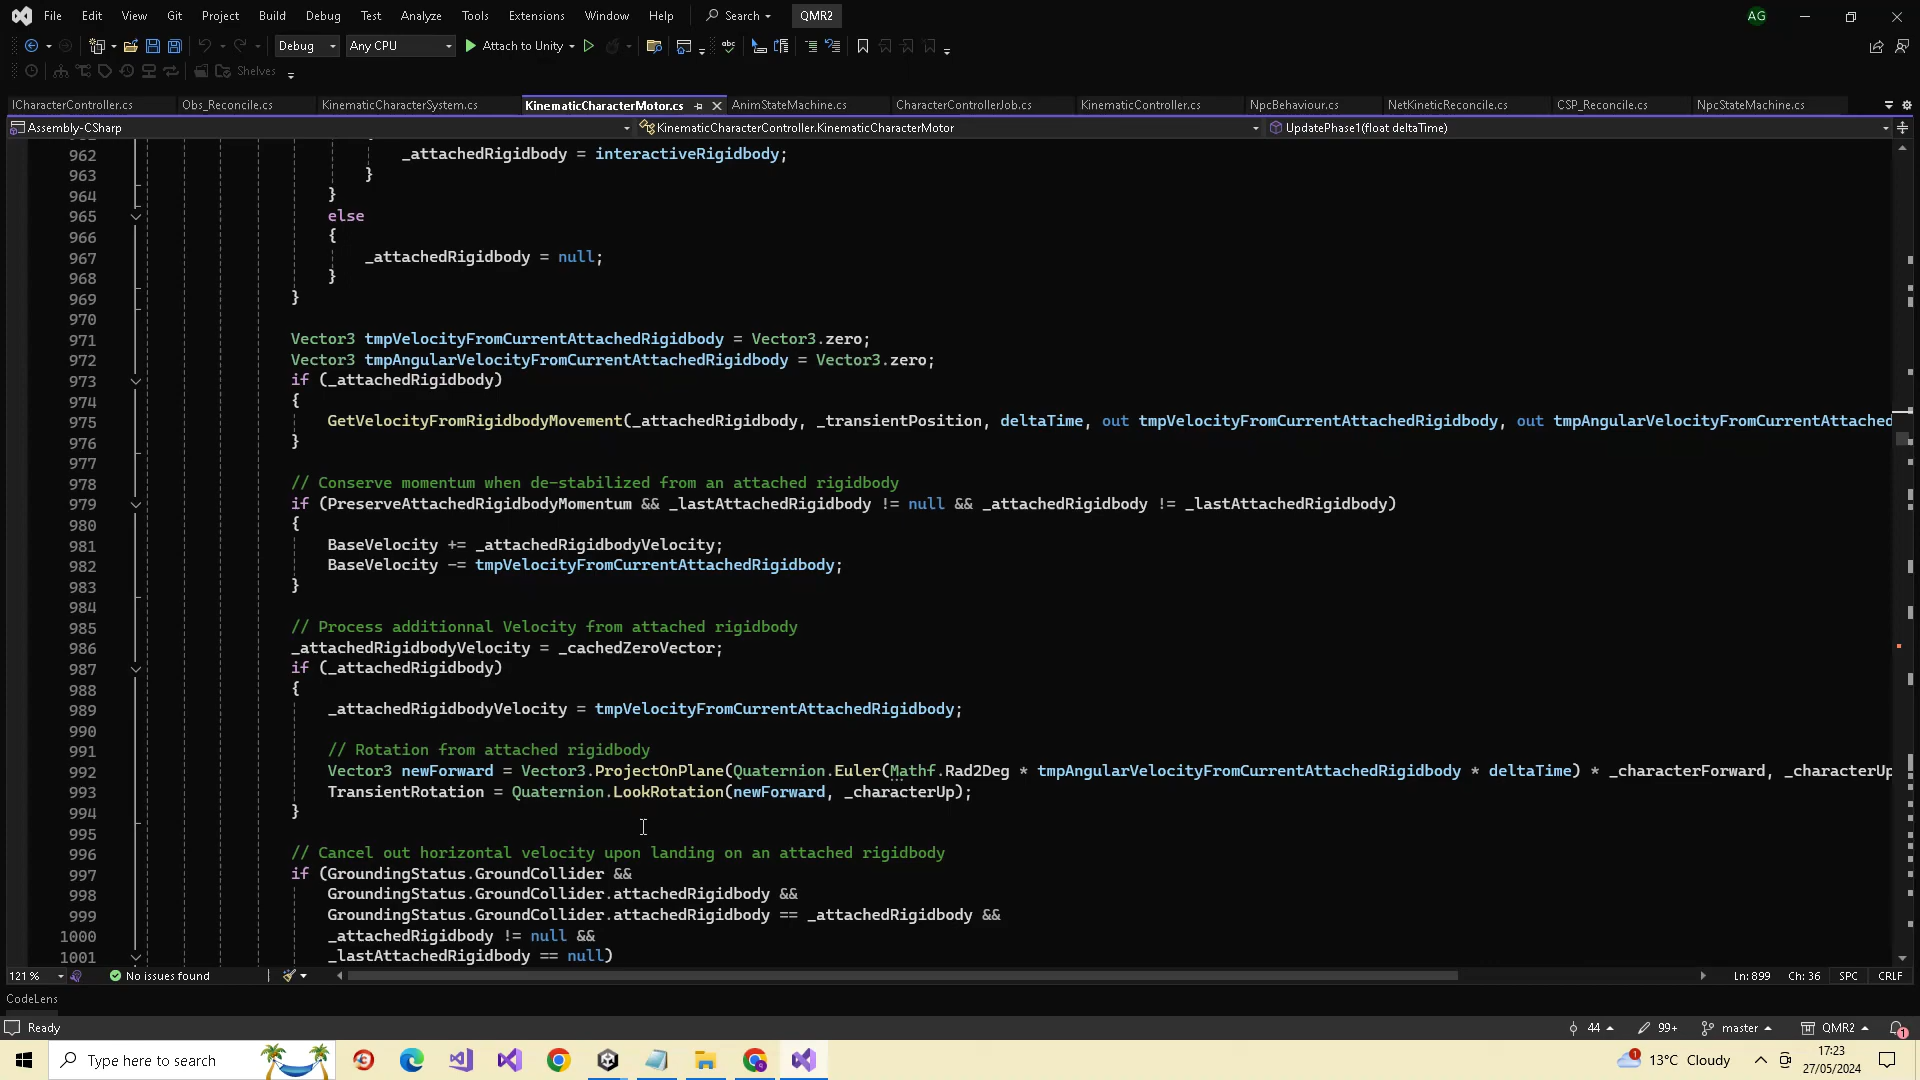 File Edit View Git Project Build Debug Test Analyze Tools Extensions Window Help Search QMR2 AG
Debug Any CPU Attach to Unity abc
Shelves
ICharacterController.cs Obs_Reconcile.cs KinematicCharacterSystem.cs KinematicCharacterMotor.cs AnimStateMachine.cs CharacterControllerJob.cs KinematicController.cs NpcBehaviour.cs NetKineticReconcile.cs CSP_Reconcile.cs NpcStateMachine.cs
Assembly-CSharp KinematicCharacterController.KinematicCharacterMotor UpdatePhase1(float deltaTime)
962 _attachedRigidbody = interactiveRigidbody;
963 }
964 }
965 else
966 {
967 _attachedRigidbody = null;
968 }
969 }
970
971 Vector3 tmpVelocityFromCurrentAttachedRigidbody = Vector3.zero;
972 Vector3 tmpAngularVelocityFromCurrentAttachedRigidbody = Vector3.zero;
973 if (_attachedRigidbody)
974 {
975 GetVelocityFromRigidbodyMovement(_attachedRigidbody, _transientPosition, deltaTime, out tmpVelocityFromCurrentAttachedRigidbody, out tmpAngularVelocityFromCurrentAttached
976 }
977
978 // Conserve momentum when de-stabilized from an attached rigidbody
979 if (PreserveAttachedRigidbodyMomentum && _lastAttachedRigidbody != null && _attachedRigidbody != _lastAttachedRigidbody)
980 {
981 BaseVelocity += _attachedRigidbodyVelocity;
982 BaseVelocity -= tmpVelocityFromCurrentAttachedRigidbody;
983 }
984
985 // Process additionnal Velocity from attached rigidbody
986 _attachedRigidbodyVelocity = _cachedZeroVector;
987 if (_attachedRigidbody)
988 {
989 _attachedRigidbodyVelocity = tmpVelocityFromCurrentAttachedRigidbody;
990
991 // Rotation from attached rigidbody
992 Vector3 newForward = Vector3.ProjectOnPlane(Quaternion.Euler(Mathf.Rad2Deg * tmpAngularVelocityFromCurrentAttachedRigidbody * deltaTime) * _characterForward, _characterUp
993 TransientRotation = Quaternion.LookRotation(newForward, _characterUp);
994 }
995
996 // Cancel out horizontal velocity upon landing on an attached rigidbody
997 if (GroundingStatus.GroundCollider &&
998 GroundingStatus.GroundCollider.attachedRigidbody &&
999 GroundingStatus.GroundCollider.attachedRigidbody == _attachedRigidbody &&
1000 _attachedRigidbody != null &&
1001 _lastAttachedRigidbody == null)
121 % No issues found Ln: 899 Ch: 36 SPC CRLF
CodeLens
Ready 44 99+ master QMR2 1
Type here to search 1 13°C Cloudy 17:23
27/05/2024